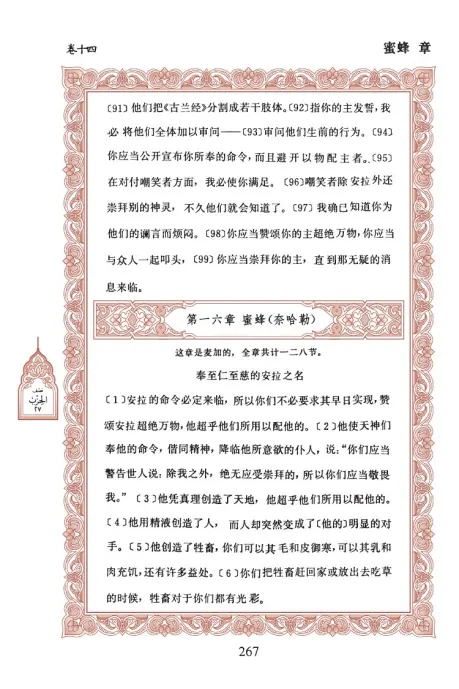 卷十四
蜜蜂 章
〔91〕他们把《古兰经》分割成若干肢体。〔92〕指你的主发誓,我
必 将他们全体加以审问——〔93〕审问他们生前的行为。〔94〕
你应当公开宣布你所奉的命令,而且避开以物配主者。〔95〕
在对付嘲笑者方面,我必使你满足。〔96〕嘲笑者除安拉外还
崇拜别的神灵,不久他们就会知道了。〔97〕我确已知道你为
他们的谰言而烦闷。〔98〕你应当赞颂你的主超绝万物,你应当
与众人一起叩头,〔99〕你应当崇拜你的主,直到那无疑的消
息来临。
第一六章 蜜蜂(奈哈勒)
这章是麦加的,全章共计一二八节。
奉至仁至慈的安拉之名
〔1〕安拉的命令必定来临,所以你们不必要求其早日实现,赞
颂安拉超绝万物,他超乎他们所用以配他的。〔2〕他使天神们
奉他的命令,偕同精神,降临他所意欲的仆人,说:“你们应当
警告世人说:除我之外,绝无应受崇拜的,所以你们应当敬畏
我。”〔3〕他凭真理创造了天地,他超乎他们所用以配他的。
〔4〕他用精液创造了人,而人却突然变成了〔他的〕明显的对
手。〔5〕他创造了牲畜,你们可以其毛和皮御寒,可以其乳和
肉充饥,还有许多益处。〔6〕你们把牲畜赶回家或放出去吃草
的时候,牲畜对于你们都有光彩。
نصف
الحزب
٢٧
267